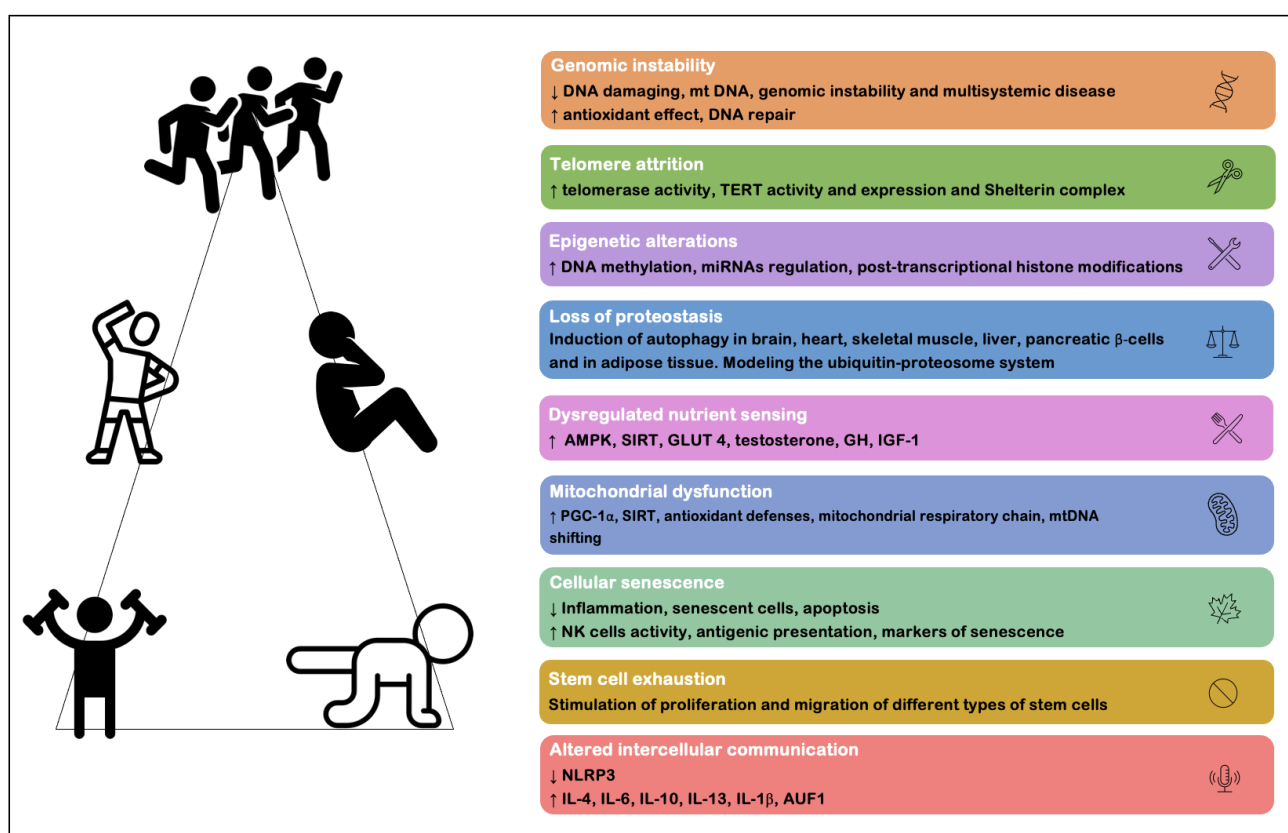 Genomic instability
↓ DNA damaging, mt DNA, genomic instability and multisystemic disease
↑ antioxidant effect, DNA repair
Telomere attrition
↑ telomerase activity, TERT activity and expression and Shelterin complex
Epigenetic alterations
↑ DNA methylation, miRNAs regulation, post-transcriptional histone modifications
Loss of proteostasis
Induction of autophagy in brain, heart, skeletal muscle, liver, pancreatic β-cells
and in adipose tissue. Modeling the ubiquitin-proteosome system
Dysregulated nutrient sensing
↑ AMPK, SIRT, GLUT 4, testosterone, GH, IGF-1
Mitochondrial dysfunction
↑ PGC-1α, SIRT, antioxidant defenses, mitochondrial respiratory chain, mtDNA
shifting
Cellular senescence
↓ Inflammation, senescent cells, apoptosis
↑ NK cells activity, antigenic presentation, markers of senescence
Stem cell exhaustion
Stimulation of proliferation and migration of different types of stem cells
Altered intercellular communication
↓ NLRP3
↑ IL-4, IL-6, IL-10, IL-13, IL-1β, AUF1